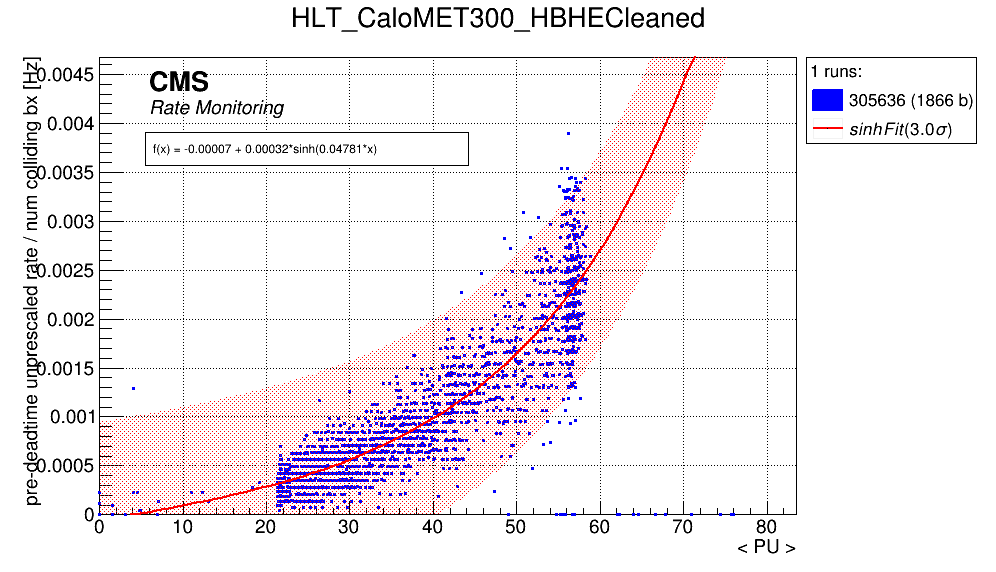 HLT_CaloMET300_HBHECleaned
pre-deadtime unprescaled rate / num colliding bx [Hz]
CMS
Rate Monitoring
f(x) = -0.00007 + 0.00032*sinh(0.04781*x)
0.0045
0.004
0.0035
0.003
0.0025
0.002
0.0015
0.001
0.0005
0
0 10 20 30 40 50 60 70 80
< PU >
1 runs:
305636 (1866 b)
sinhFit(3.0σ)